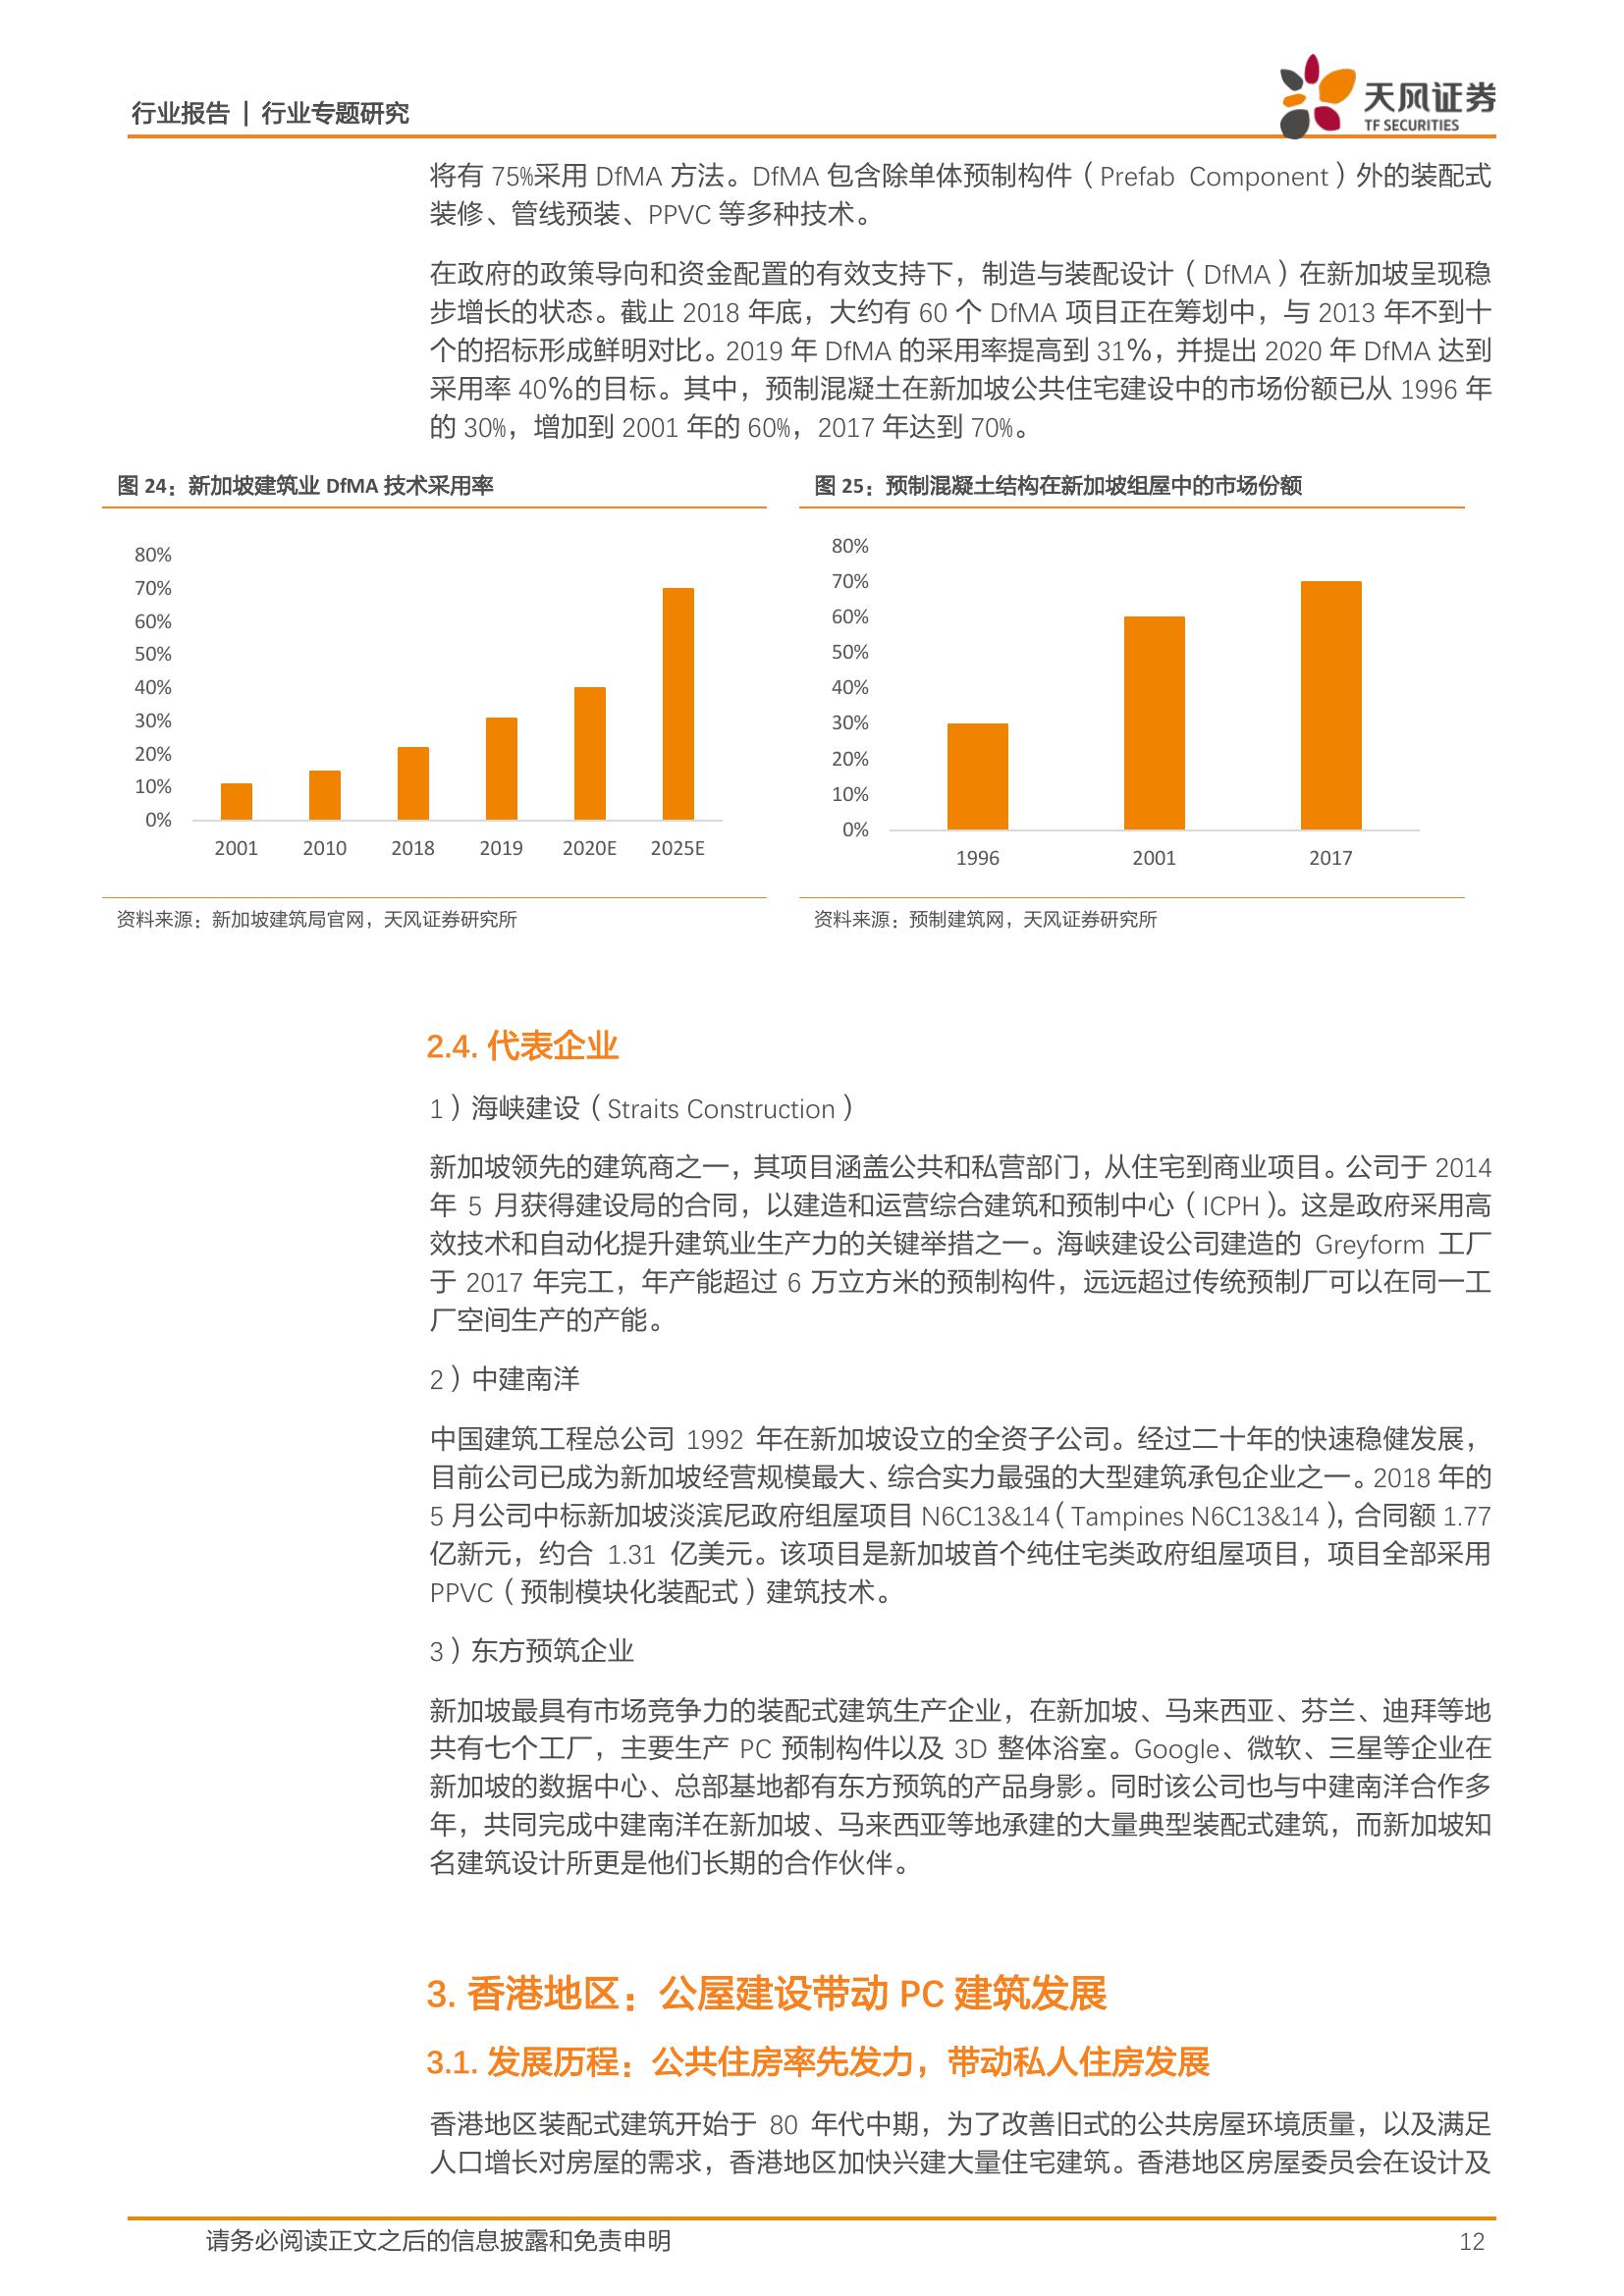 行业报告 | 行业专题研究
天风证券
TF SECURITIES
将有 75%采用 DfMA 方法。DfMA 包含除单体预制构件（Prefab Component）外的装配式
装修、管线预装、PPVC 等多种技术。
在政府的政策导向和资金配置的有效支持下，制造与装配设计（DfMA）在新加坡呈现稳
步增长的状态。截止 2018 年底，大约有 60 个 DfMA 项目正在筹划中，与 2013 年不到十
个的招标形成鲜明对比。2019 年 DfMA 的采用率提高到 31%，并提出 2020 年 DfMA 达到
采用率 40%的目标。其中，预制混凝土在新加坡公共住宅建设中的市场份额已从 1996 年
的 30%，增加到 2001 年的 60%，2017 年达到 70%。
图 24：新加坡建筑业 DfMA 技术采用率
80%
70%
60%
50%
40%
30%
20%
10%
0%
2001 2010 2018 2019 2020E 2025E
资料来源：新加坡建筑局官网，天风证券研究所
图 25：预制混凝土结构在新加坡组屋中的市场份额
80%
70%
60%
50%
40%
30%
20%
10%
0%
1996 2001 2017
资料来源：预制建筑网，天风证券研究所
2.4. 代表企业
1）海峡建设（Straits Construction）
新加坡领先的建筑商之一，其项目涵盖公共和私营部门，从住宅到商业项目。公司于 2014
年 5 月获得建设局的合同，以建造和运营综合建筑和预制中心（ICPH）。这是政府采用高
效技术和自动化提升建筑业生产力的关键举措之一。海峡建设公司建造的 Greyform 工厂
于 2017 年完工，年产能超过 6 万立方米的预制构件，远远超过传统预制厂可以在同一工
厂空间生产的产能。
2）中建南洋
中国建筑工程总公司 1992 年在新加坡设立的全资子公司。经过二十年的快速稳健发展，
目前公司已成为新加坡经营规模最大、综合实力最强的大型建筑承包企业之一。2018 年的
5 月公司中标新加坡淡滨尼政府组屋项目 N6C13&14（Tampines N6C13&14），合同额 1.77
亿新元，约合 1.31 亿美元。该项目是新加坡首个纯住宅类政府组屋项目，项目全部采用
PPVC（预制模块化装配式）建筑技术。
3）东方预筑企业
新加坡最具有市场竞争力的装配式建筑生产企业，在新加坡、马来西亚、芬兰、迪拜等地
共有七个工厂，主要生产 PC 预制构件以及 3D 整体浴室。Google、微软、三星等企业在
新加坡的数据中心、总部基地都有东方预筑的产品身影。同时该公司也与中建南洋合作多
年，共同完成中建南洋在新加坡、马来西亚等地承建的大量典型装配式建筑，而新加坡知
名建筑设计所更是他们长期的合作伙伴。
3. 香港地区：公屋建设带动 PC 建筑发展
3.1. 发展历程：公共住房率先发力，带动私人住房发展
香港地区装配式建筑开始于 80 年代中期，为了改善旧式的公共房屋环境质量，以及满足
人口增长对房屋的需求，香港地区加快兴建大量住宅建筑。香港地区房屋委员会在设计及
请务必阅读正文之后的信息披露和免责申明
12